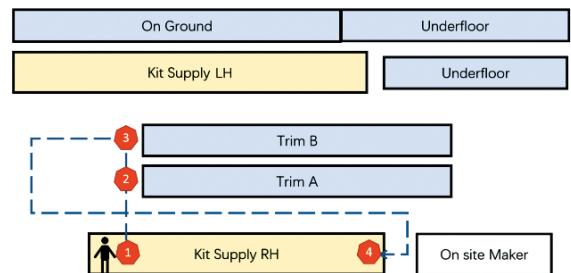 On Ground
Underfloor
Kit Supply LH
Underfloor
3
Trim B
2
Trim A
1
Kit Supply RH
4
On site Maker